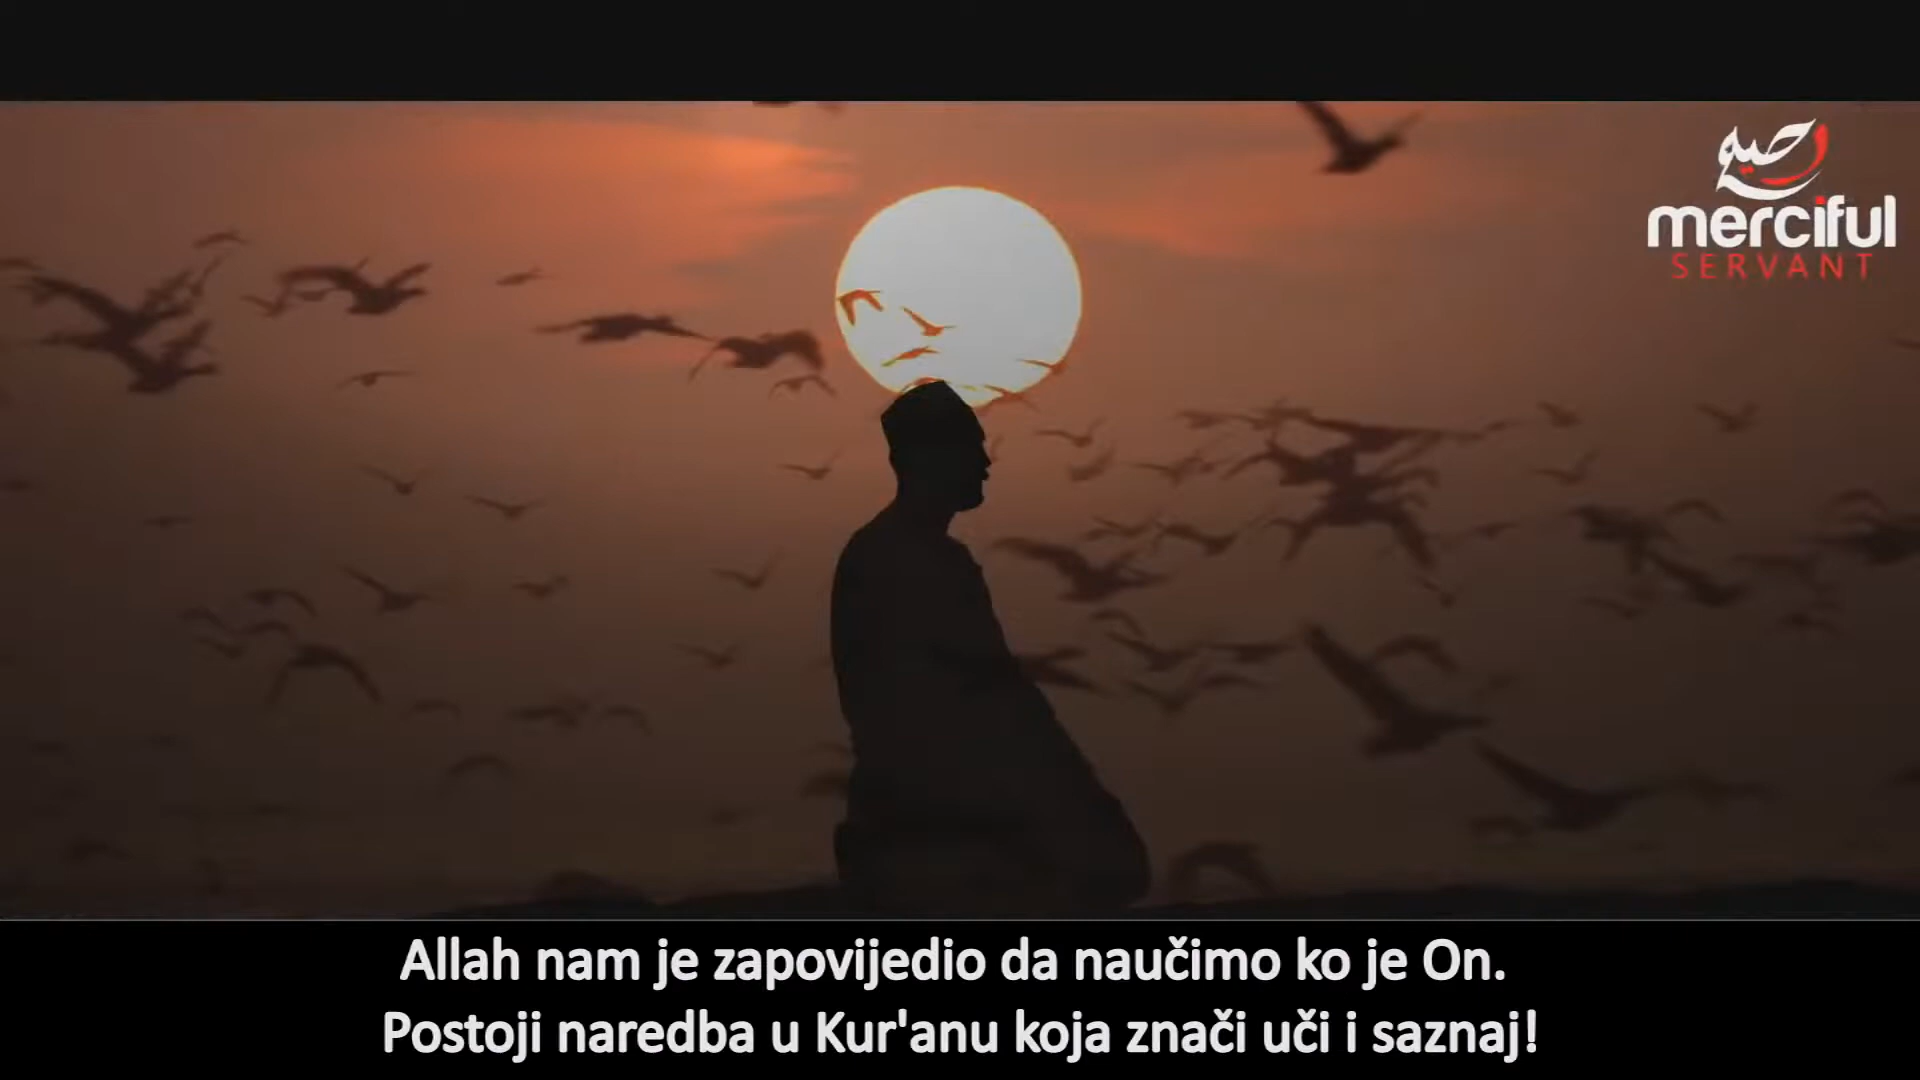 رحيم
merciful
SERVANT
Allah nam je zapovijedio da naučimo ko je On.
Postoji naredba u Kur'anu koja znači uči i saznaj!